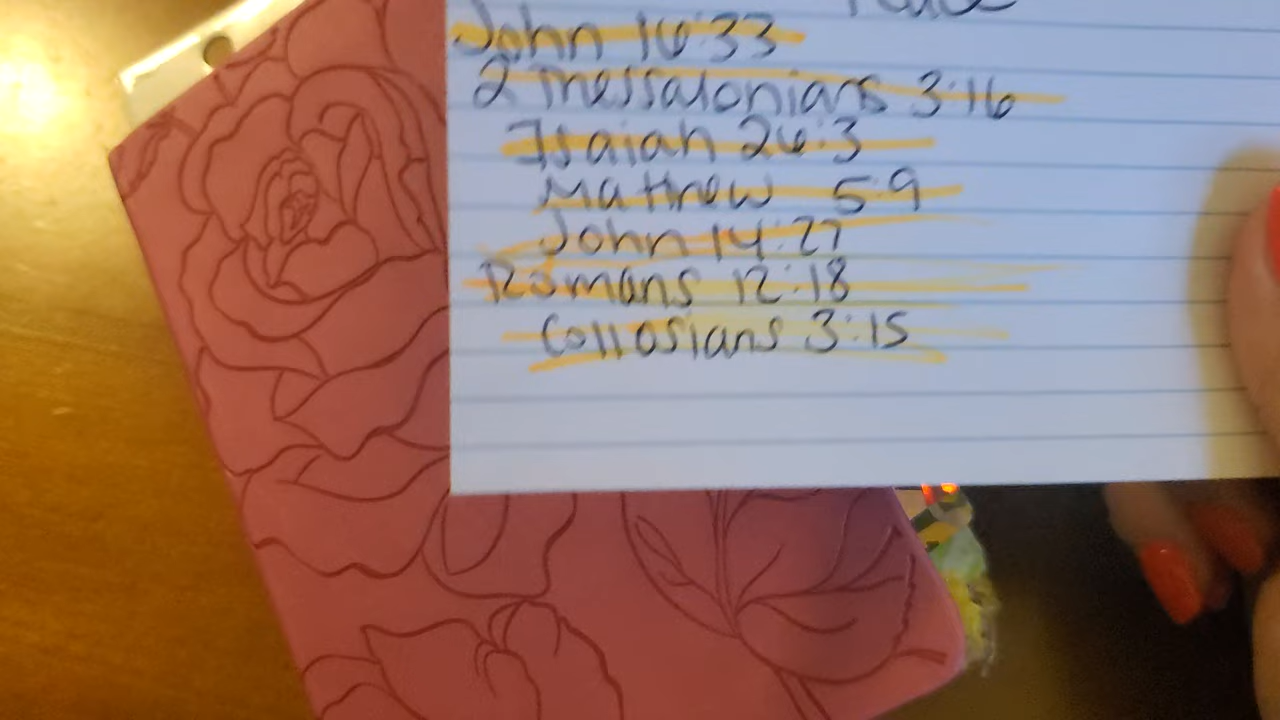 John 16:33
2 Thessalonians 3:16
Isaiah 26:3
Matthew 5:9
John 14:27
Romans 12:18
Collosians 3:15